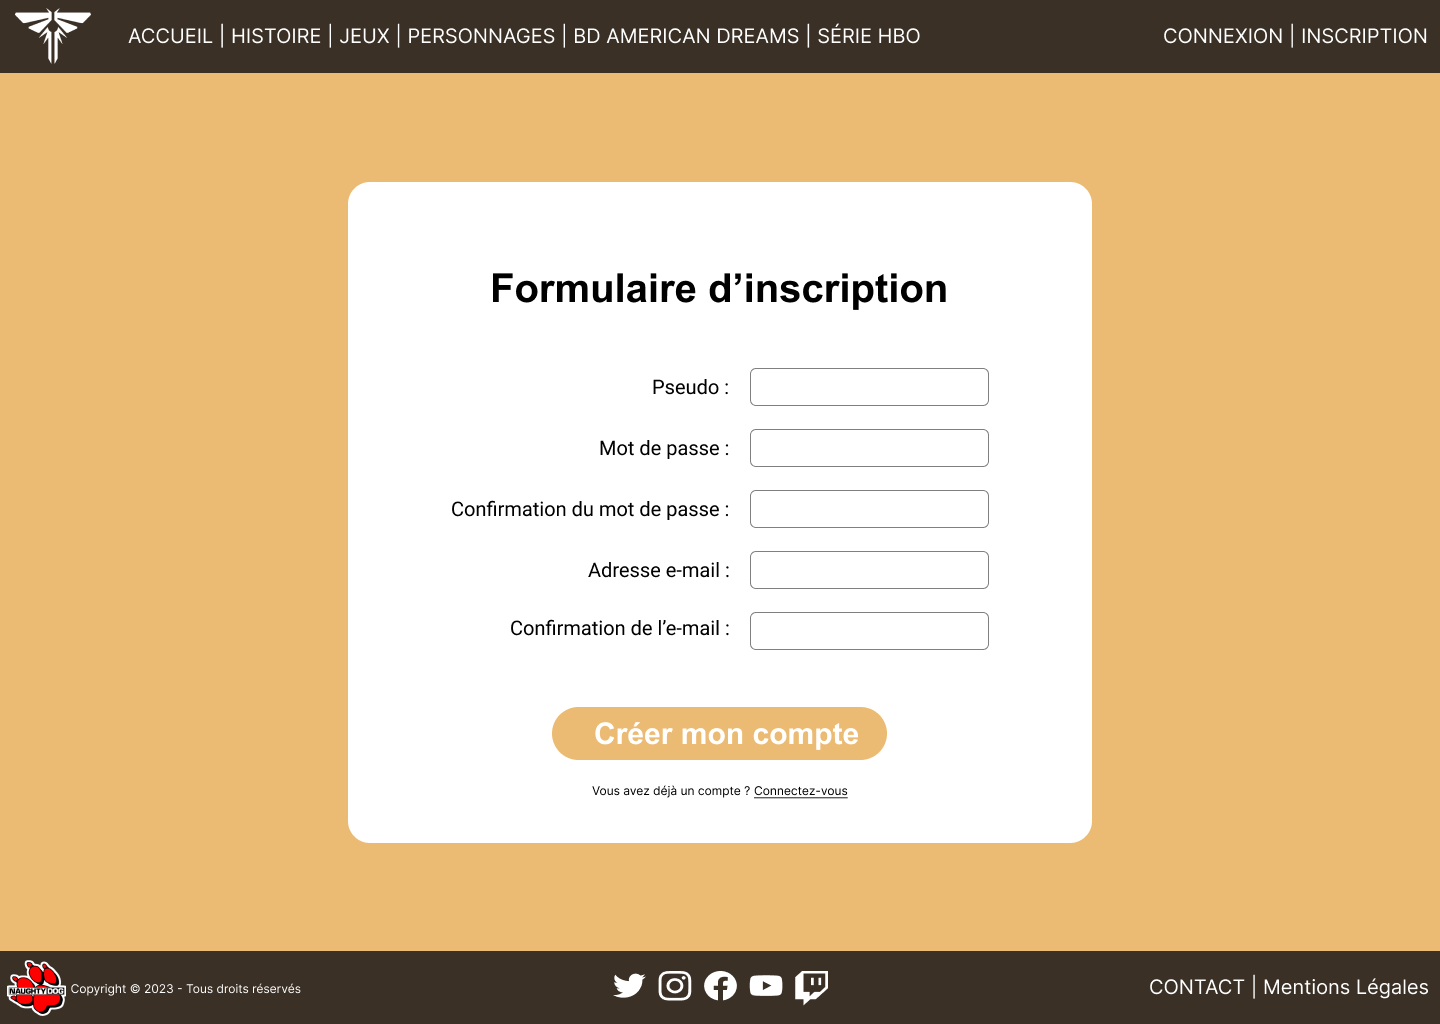 ACCUEIL | HISTOIRE | JEUX | PERSONNAGES | BD AMERICAN DREAMS | SÉRIE HBO
CONNEXION | INSCRIPTION
Formulaire d’inscription
Pseudo :
Mot de passe :
Confirmation du mot de passe :
Adresse e-mail :
Confirmation de l’e-mail :
Créer mon compte
Vous avez déjà un compte ? Connectez-vous
NAUGHTY DOG
Copyright © 2023 - Tous droits réservés
CONTACT | Mentions Légales